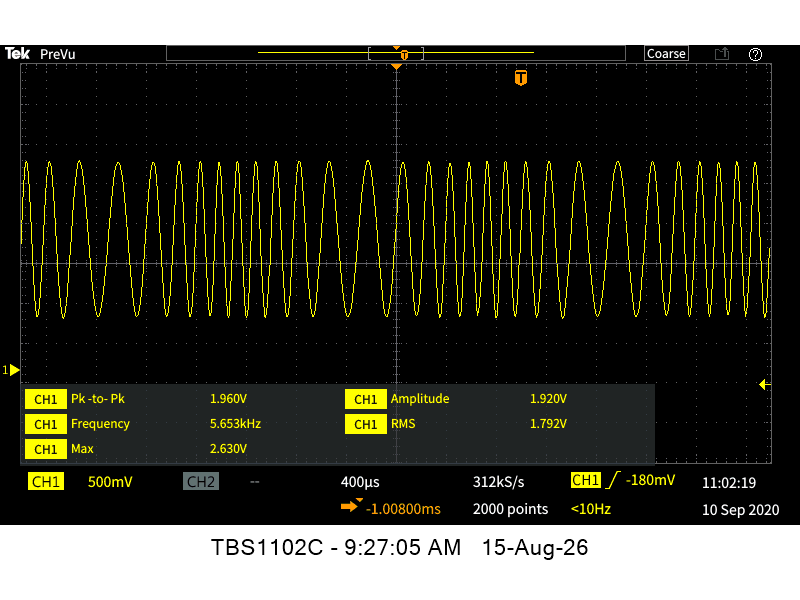 Tek PreVu T Coarse ?
T
1
CH1 Pk-to-Pk 1.960V CH1 Amplitude 1.920V
CH1 Frequency 5.653kHz CH1 RMS 1.792V
CH1 Max 2.630V
CH1 500mV CH2 -- 400µs 312kS/s CH1 -180mV 11:02:19
-1.00800ms 2000 points <10Hz 10 Sep 2020
TBS1102C - 9:27:05 AM 15-Aug-26